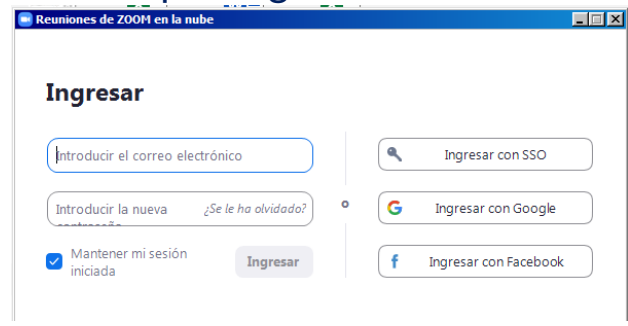 Reuniones de ZOOM en la nube
Ingresar
Introducir el correo electrónico
Introducir la nueva
¿Se le ha olvidado?
Mantener mi sesión
iniciada
Ingresar
o
Ingresar con SSO
Ingresar con Google
Ingresar con Facebook